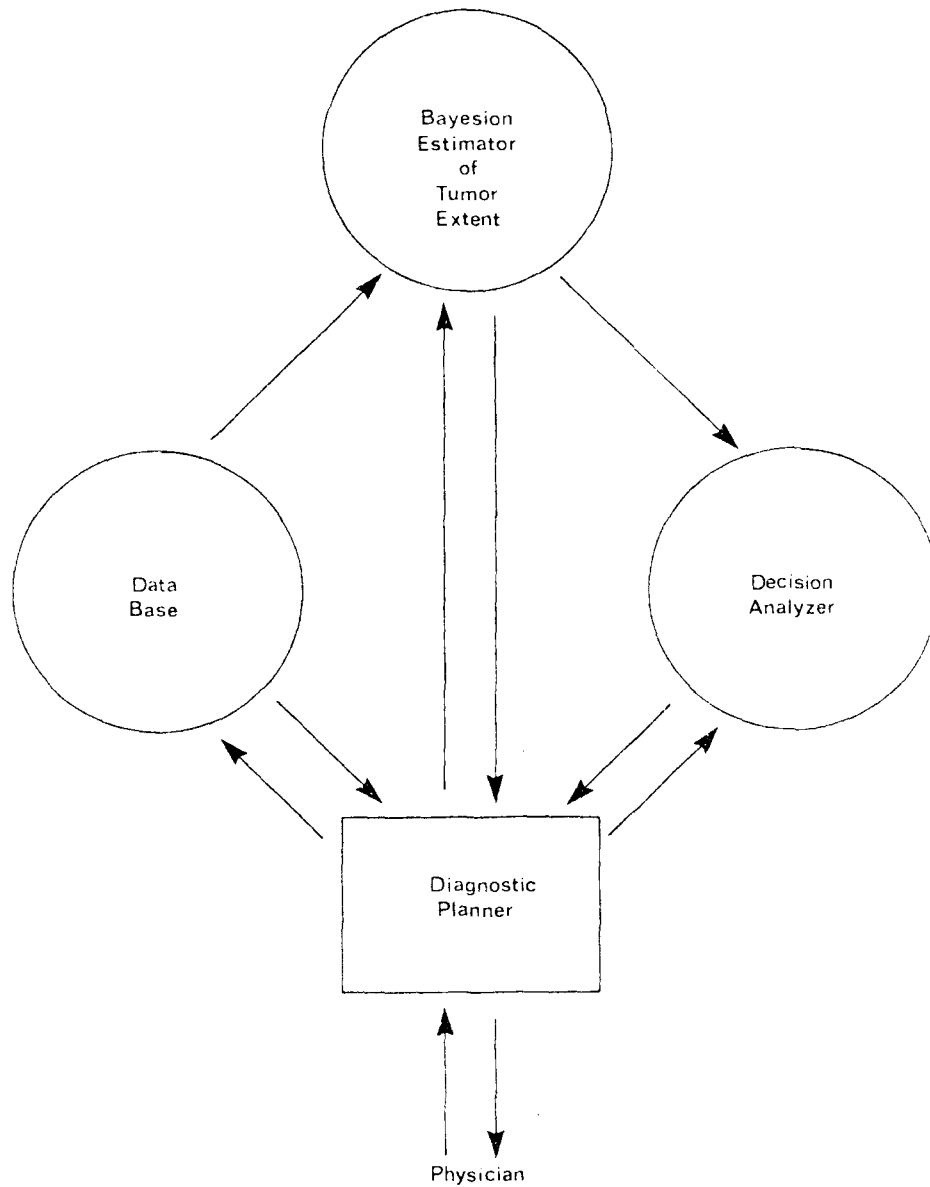 Bayesion
Estimator
of
Tumor
Extent
Data
Base
Decision
Analyzer
Diagnostic
Planner
Physician